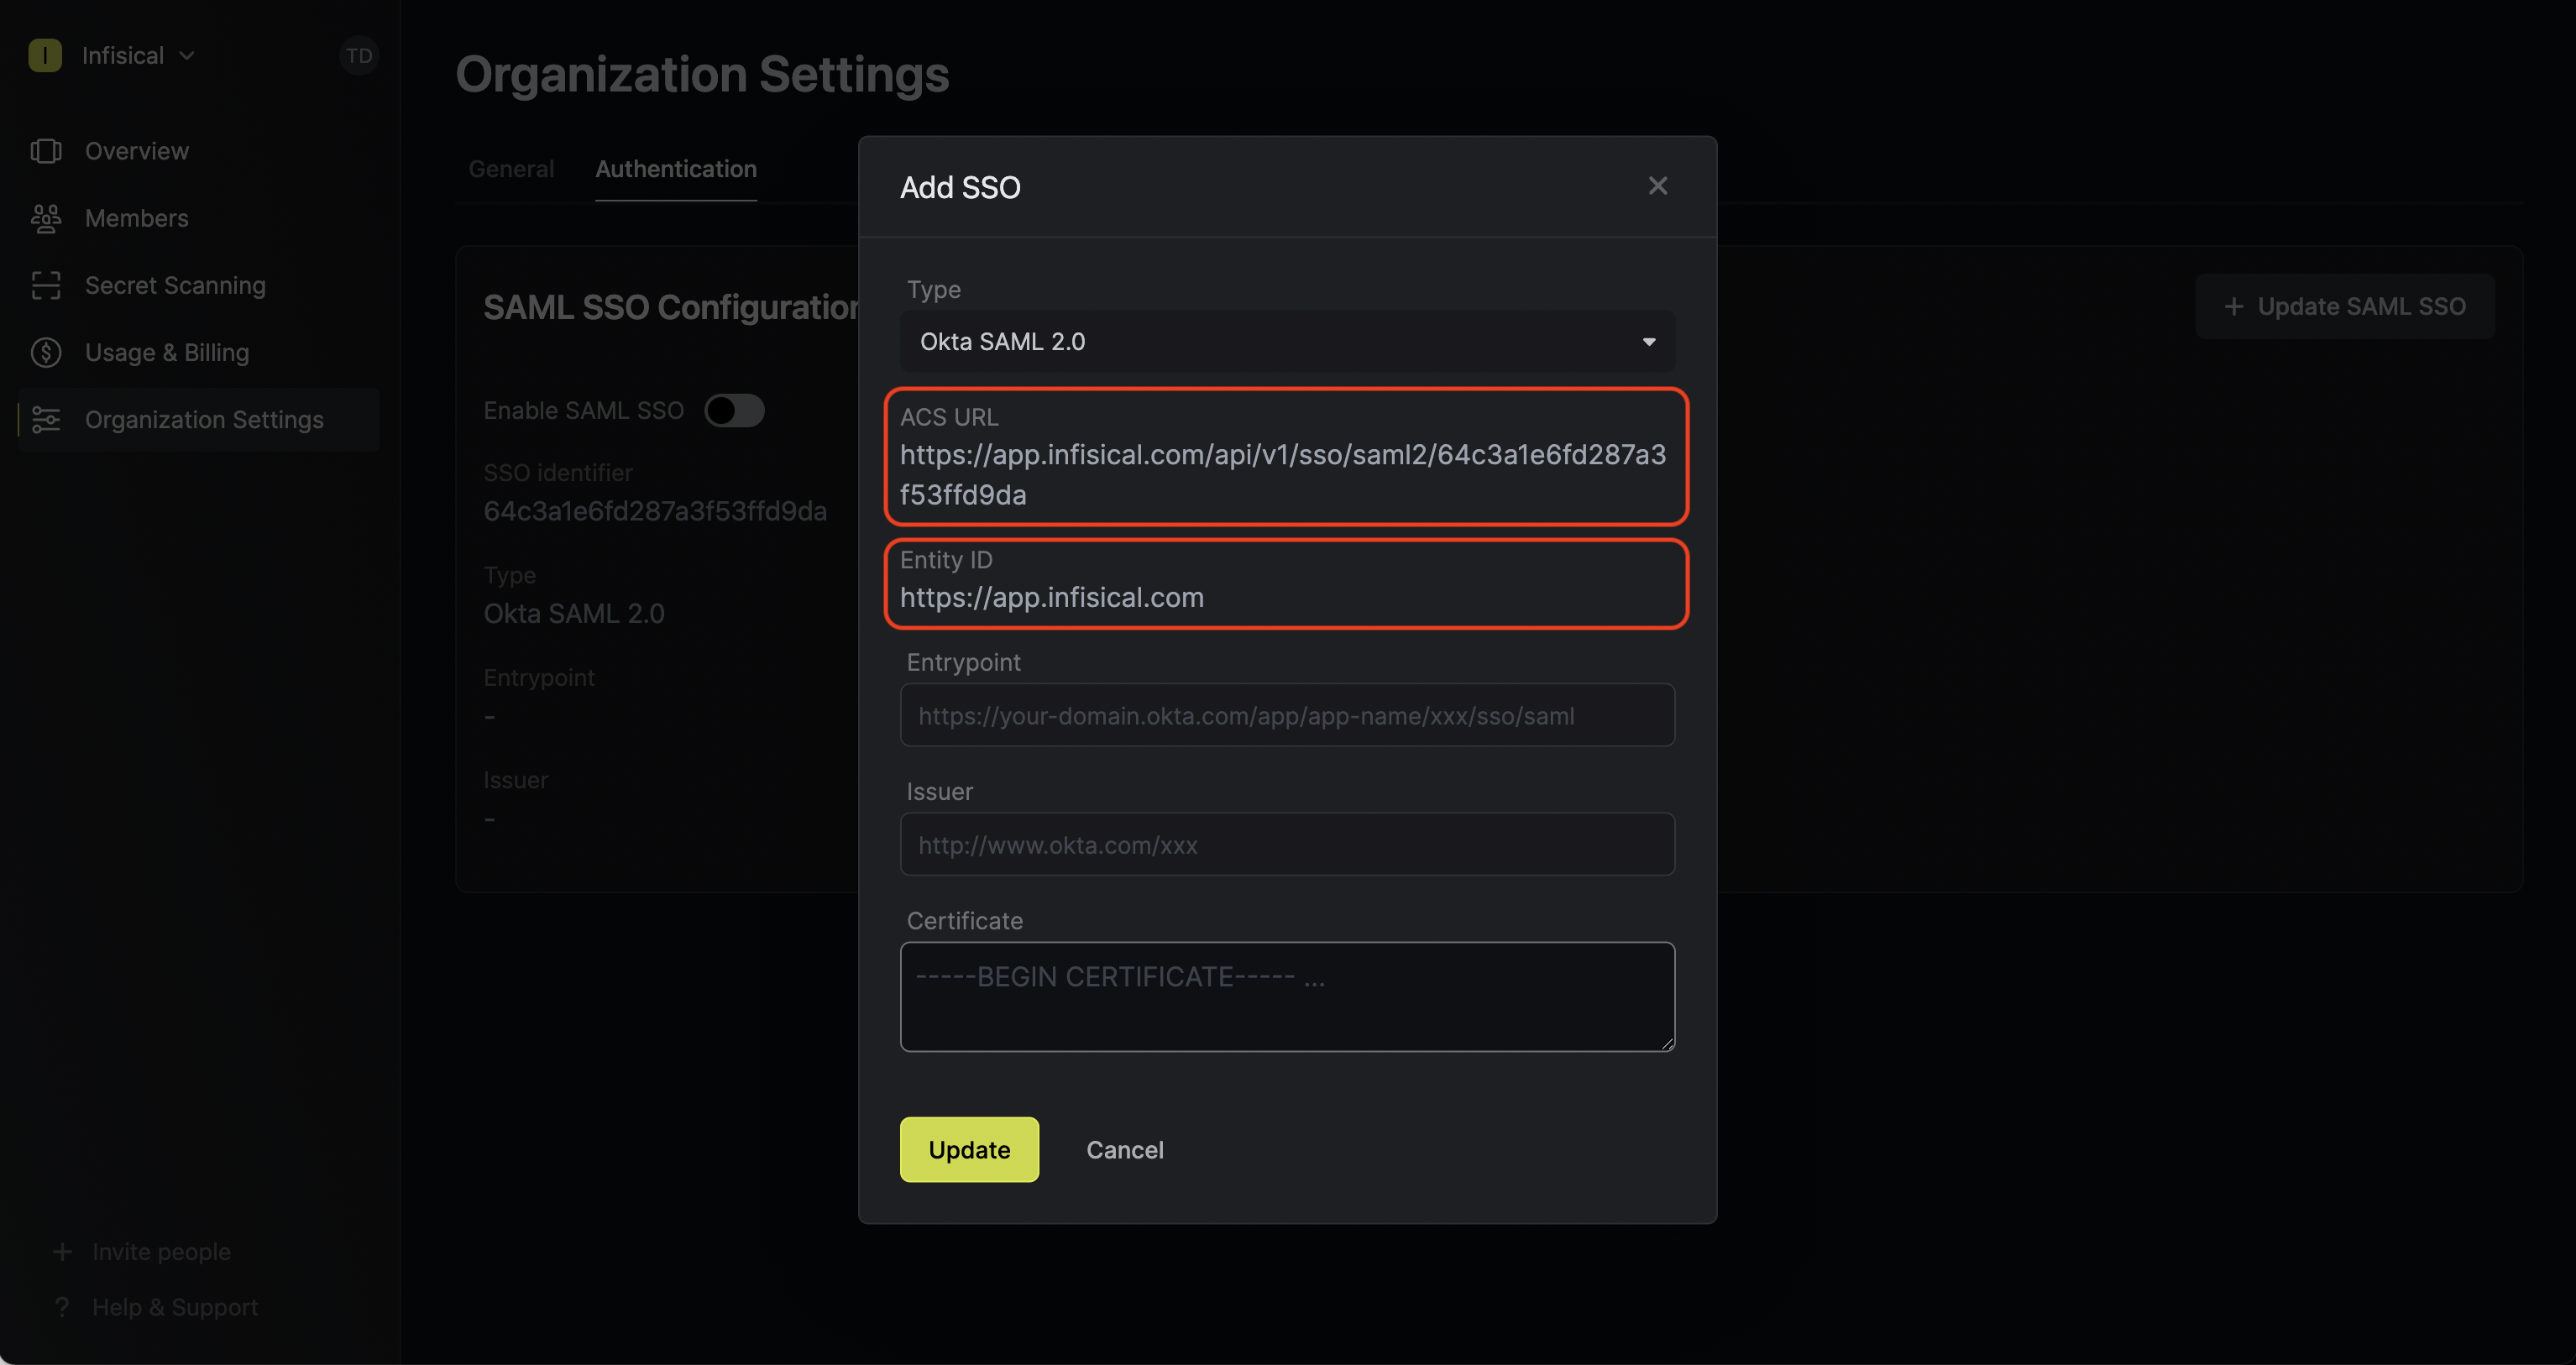 I
Infisical
TD
Overview
Members
Secret Scanning
Usage & Billing
Organization Settings
Invite people
? Help & Support
Organization Settings
General
Authentication
SAML SSO Configuration
+ Update SAML SSO
Enable SAML SSO
SSO identifier
64c3a1e6fd287a3f53ffd9da
Type
Okta SAML 2.0
Entrypoint
-
Issuer
-
Add SSO
Type
Okta SAML 2.0
ACS URL
https://app.infisical.com/api/v1/sso/saml2/64c3a1e6fd287a3
f53ffd9da
Entity ID
https://app.infisical.com
Entrypoint
https://your-domain.okta.com/app/app-name/xxx/sso/saml
Issuer
http://www.okta.com/xxx
Certificate
-----BEGIN CERTIFICATE----- ...
Update
Cancel